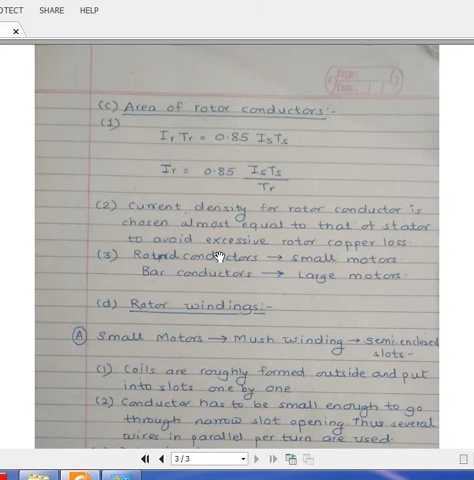 OTECT SHARE HELP
(c) Area of rotor conductors:-
(1)
Ir Tr = 0.85 IsTs
Ir = 0.85 IsTs
Tr
(2) Current density for rotor conductor is
chosen almost equal to that of stator
to avoid excessive rotor copper loss.
(3) Round conductors → small motors.
Bar conductors → Large motors.
(d) Rotor windings:-
(A) Small Motors → Mush winding → semi enclosed
slots-
(1) Coils are roughly formed outside and put
into slots one by one.
(2) Conductor has to be small enough to go
through narrow slot opening. Thus several
wires in parallel per turn are used.
3 / 3